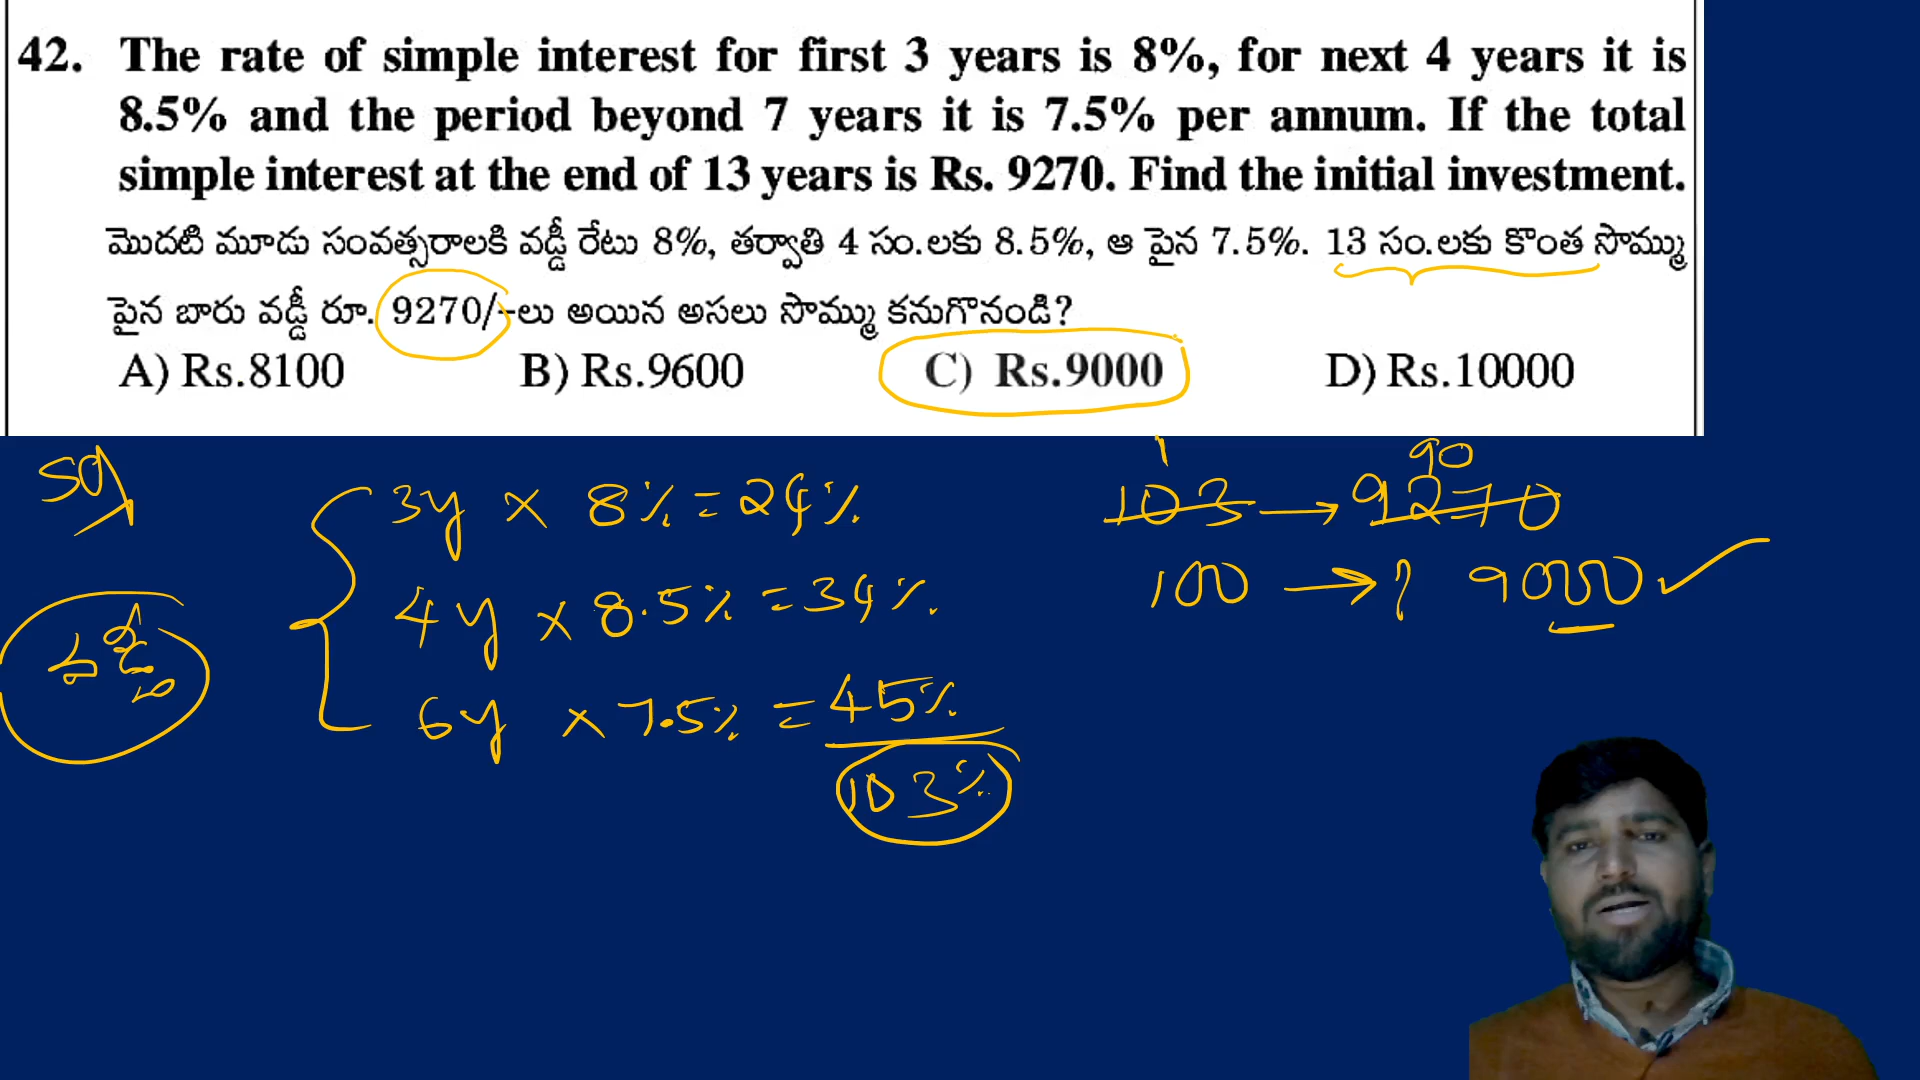 42. The rate of simple interest for first 3 years is 8%, for next 4 years it is
8.5% and the period beyond 7 years it is 7.5% per annum. If the total
simple interest at the end of 13 years is Rs. 9270. Find the initial investment.
మొదటి మూడు సంవత్సరాలకి వడ్డీ రేటు 8%, తర్వాతి 4 సం.లకు 8.5%, ఆ పైన 7.5%. 13 సం.లకు కొంత సొమ్ము
పైన బారు వడ్డీ రూ. 9270/-లు అయిన అసలు సొమ్ము కనుగొనండి?
A) Rs.8100 B) Rs.9600 C) Rs.9000 D) Rs.10000
Sol
3y × 8% = 24%
4y × 8.5% = 34%
6y × 7.5% = 45%
103%
వడ్డీ
1 90
103 → 9270
100 → ? 9000